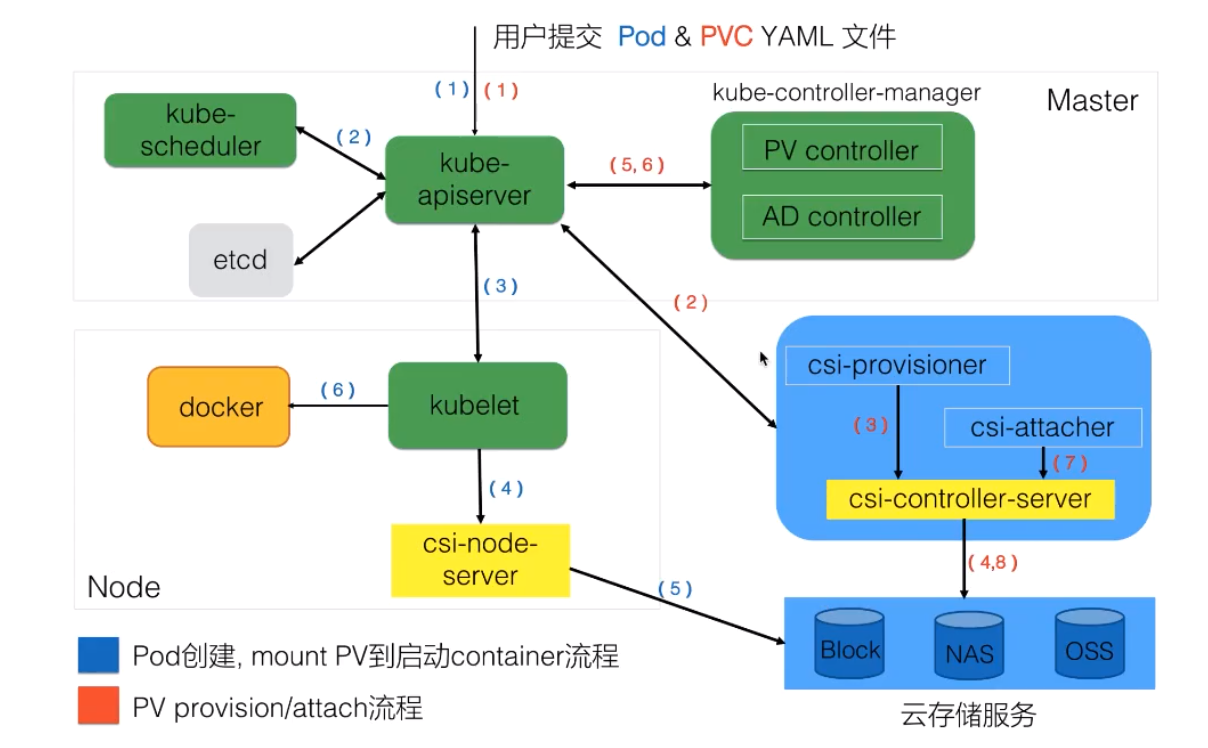 用户提交 Pod & PVC YAML 文件
(1) (1)
kube-controller-manager
Master
kube-
scheduler
(2)
kube-
apiserver
(5, 6)
PV controller
AD controller
etcd
(3)
(2)
csi-provisioner
docker
(6)
kubelet
(3)
csi-attacher
(7)
(4)
csi-controller-server
csi-node-
server
(4,8)
Node
(5)
Block
NAS
OSS
Pod创建, mount PV到启动container流程
PV provision/attach流程
云存储服务